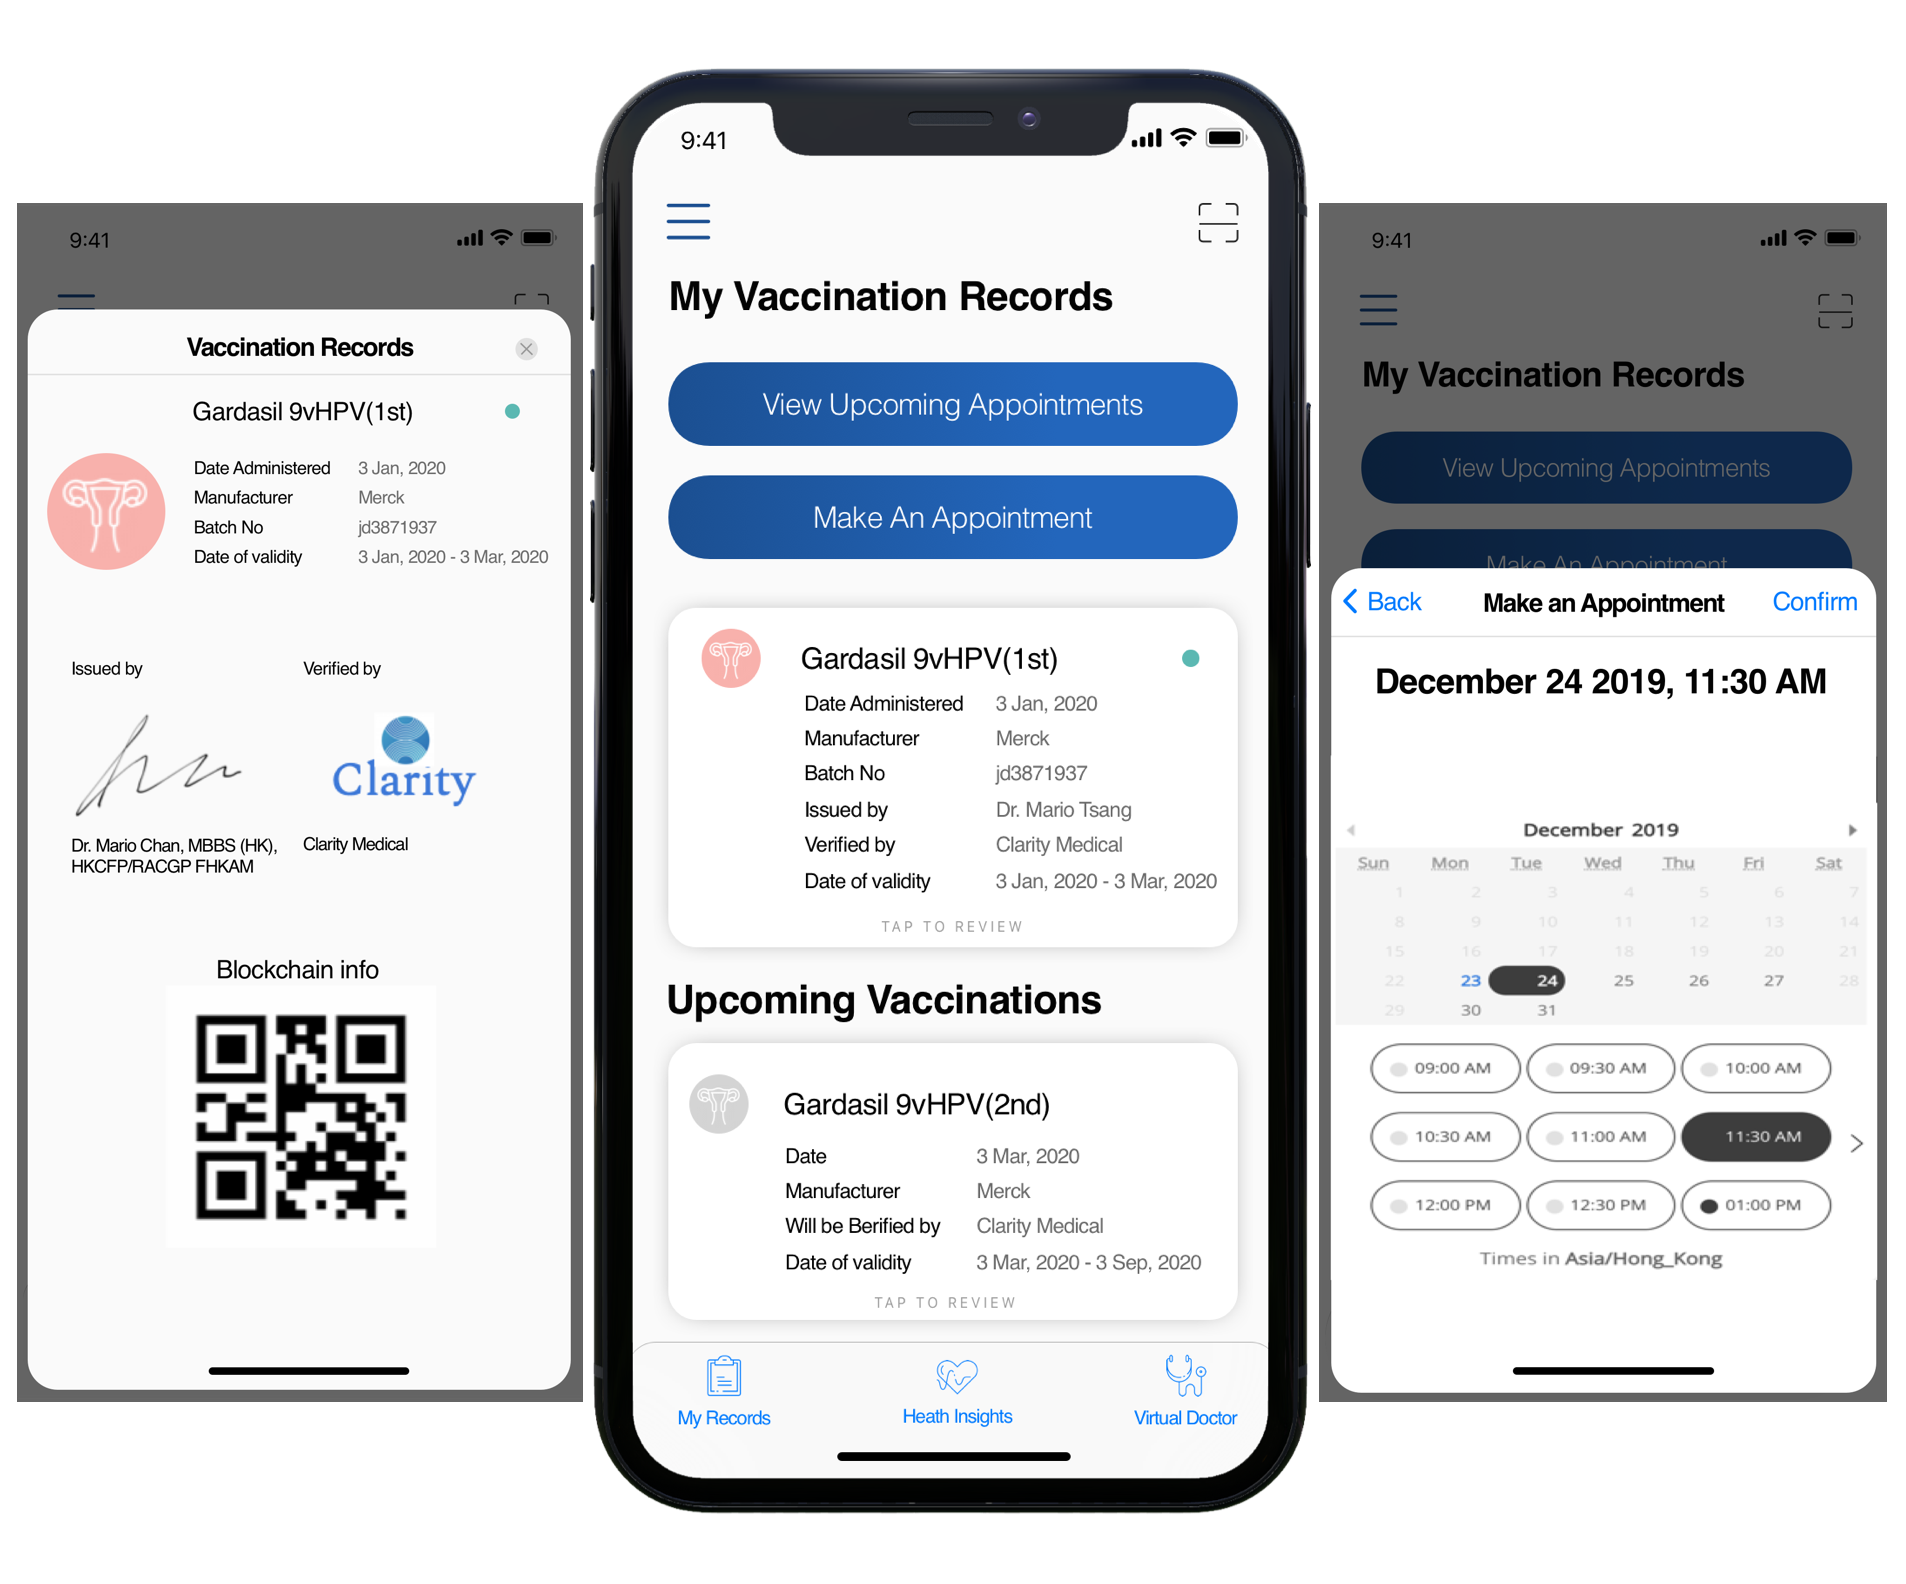 9:41
Vaccination Records
Gardasil 9vHPV(1st)
Date Administered 3 Jan, 2020
Manufacturer Merck
Batch No jd3871937
Date of validity 3 Jan, 2020 - 3 Mar, 2020
Issued by Verified by
Clarity
Dr. Mario Chan, MBBS (HK), Clarity Medical
HKCFP/RACGP FHKAM
Blockchain info
9:41
My Vaccination Records
View Upcoming Appointments
Make An Appointment
Gardasil 9vHPV(1st)
Date Administered 3 Jan, 2020
Manufacturer Merck
Batch No jd3871937
Issued by Dr. Mario Tsang
Verified by Clarity Medical
Date of validity 3 Jan, 2020 - 3 Mar, 2020
TAP TO REVIEW
Upcoming Vaccinations
Gardasil 9vHPV(2nd)
Date 3 Mar, 2020
Manufacturer Merck
Will be Berified by Clarity Medical
Date of validity 3 Mar, 2020 - 3 Sep, 2020
TAP TO REVIEW
My Records Heath Insights Virtual Doctor
9:41
My Vaccination Records
View Upcoming Appointments
Make An Appointment
Back Make an Appointment Confirm
December 24 2019, 11:30 AM
December 2019
Sun Mon Tue Wed Thu Fri Sat
1 2 3 4 5 6 7
8 9 10 11 12 13 14
15 16 17 18 19 20 21
22 23 24 25 26 27 28
29 30 31
09:00 AM 09:30 AM 10:00 AM
10:30 AM 11:00 AM 11:30 AM
12:00 PM 12:30 PM 01:00 PM
Times in Asia/Hong_Kong